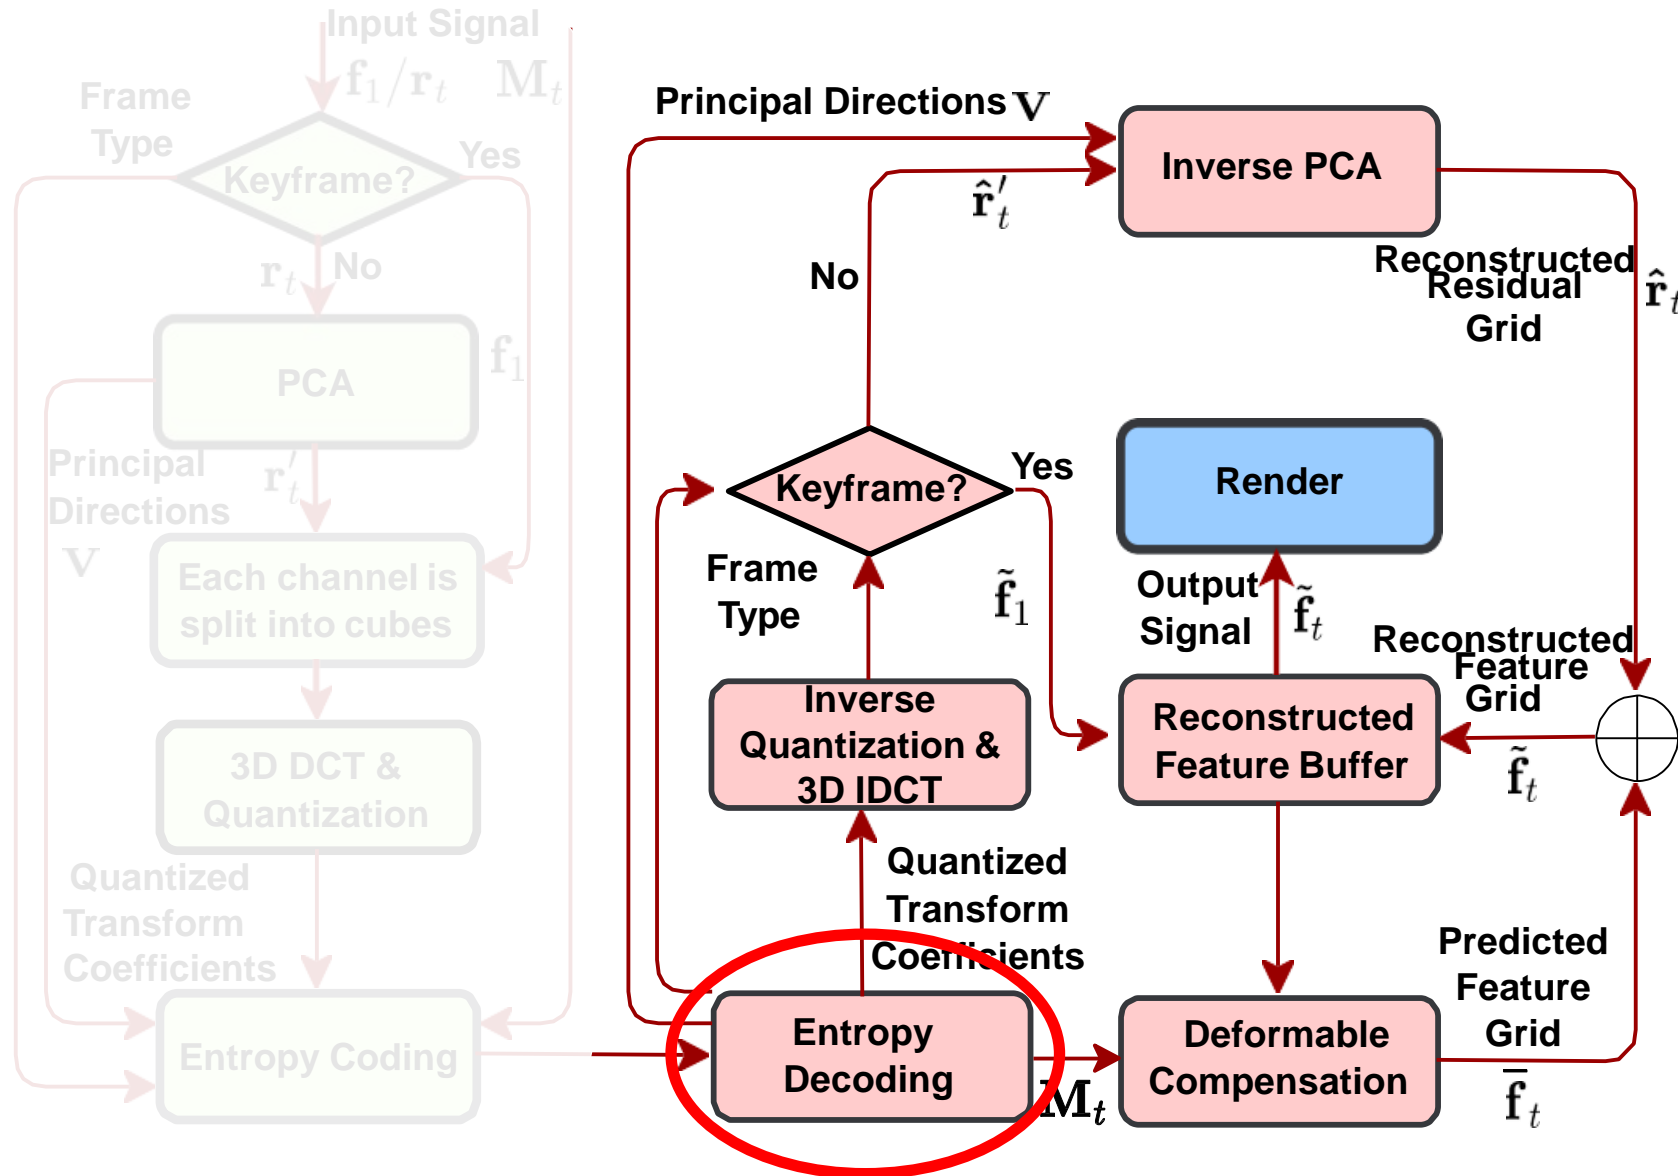 Input Signal
f₁/rₜ
Mₜ
Frame
Type
Keyframe?
Yes
rₜ
No
PCA
f₁
Principal
Directions
V
r′ₜ
Each channel is
split into cubes
3D DCT &
Quantization
Quantized
Transform
Coefficients
Entropy Coding
Principal Directions V
Inverse PCA
r̂′ₜ
No
Reconstructed
Residual
Grid
r̂ₜ
Keyframe?
Yes
Render
Frame
Type
f̃₁
Output
Signal
f̃ₜ
Reconstructed
Feature
Grid
f̃ₜ
Inverse
Quantization &
3D IDCT
Reconstructed
Feature Buffer
Quantized
Transform
Coefficients
Predicted
Feature
Grid
f̄ₜ
Entropy
Decoding
Mₜ
Deformable
Compensation